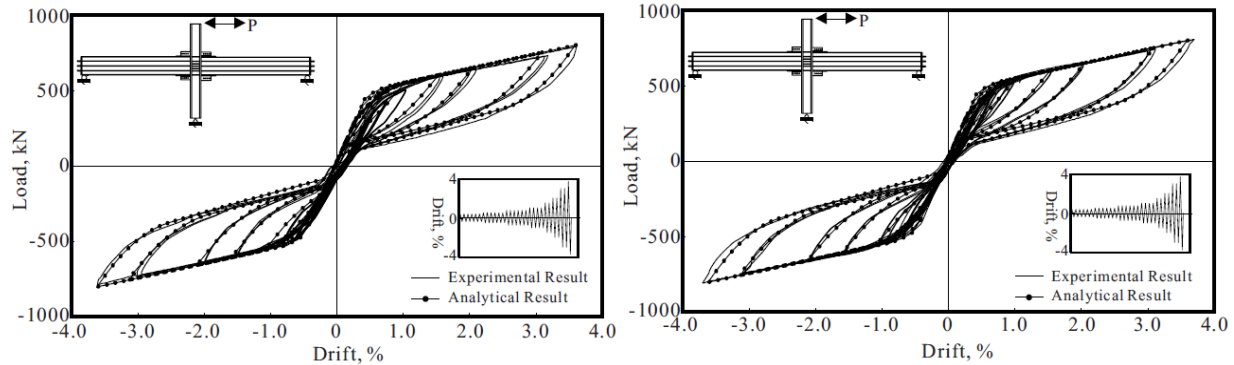 1000
500
0
-500
-1000
Load, kN
P
4
0
-4
Drift, %
Experimental Result
Analytical Result
-4.0 -3.0 -2.0 -1.0 0 1.0 2.0 3.0 4.0
Drift, %
1000
500
0
-500
-1000
Load, kN
P
4
0
-4
Drift, %
Experimental Result
Analytical Result
-4.0 -3.0 -2.0 -1.0 0 1.0 2.0 3.0 4.0
Drift, %